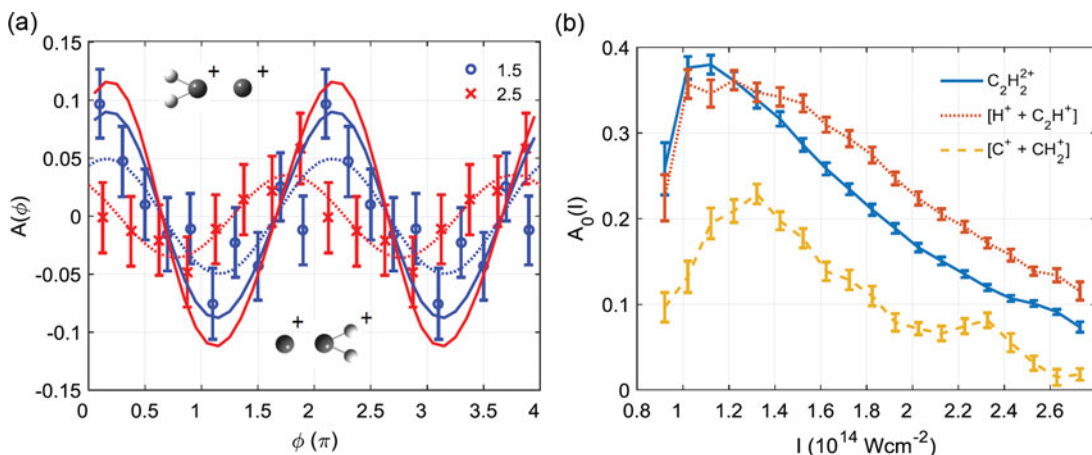 (a)
0.15
0.1
0.05
0
-0.05
-0.1
-0.15
A(ϕ)
+ +
1.5
2.5
+ +
0 0.5 1 1.5 2 2.5 3 3.5 4
ϕ (π)
(b)
0.4
0.3
0.2
0.1
0
A₀(I)
C₂H₂²⁺
[H⁺ + C₂H⁺]
[C⁺ + CH₂⁺]
0.8 1 1.2 1.4 1.6 1.8 2 2.2 2.4 2.6
I (10¹⁴ Wcm⁻²)